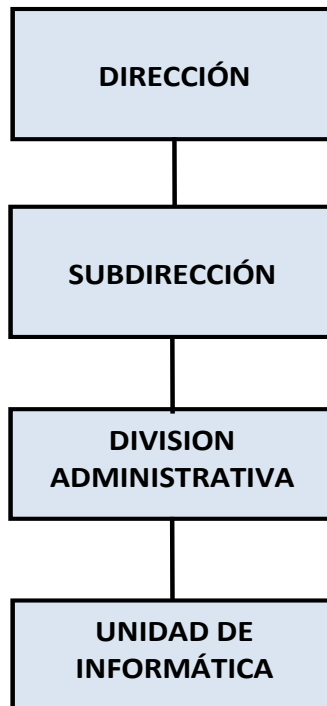 DIRECCIÓN
SUBDIRECCIÓN
DIVISION
ADMINISTRATIVA
UNIDAD DE
INFORMÁTICA